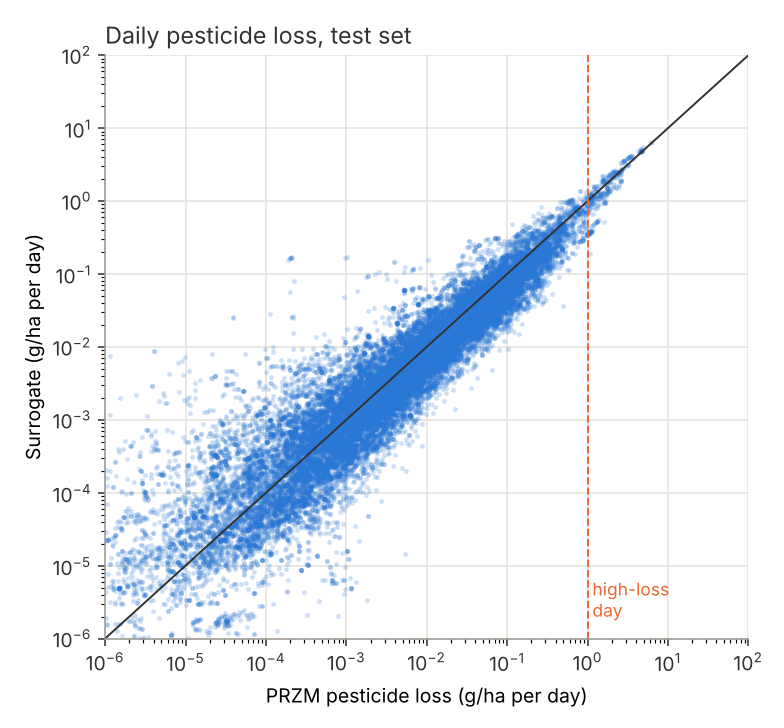 Daily pesticide loss, test set
10²
10¹
10⁰
10⁻¹
10⁻²
10⁻³
10⁻⁴
10⁻⁵
10⁻⁶
Surrogate (g/ha per day)
high-loss
day
10⁻⁶ 10⁻⁵ 10⁻⁴ 10⁻³ 10⁻² 10⁻¹ 10⁰ 10¹ 10²
PRZM pesticide loss (g/ha per day)